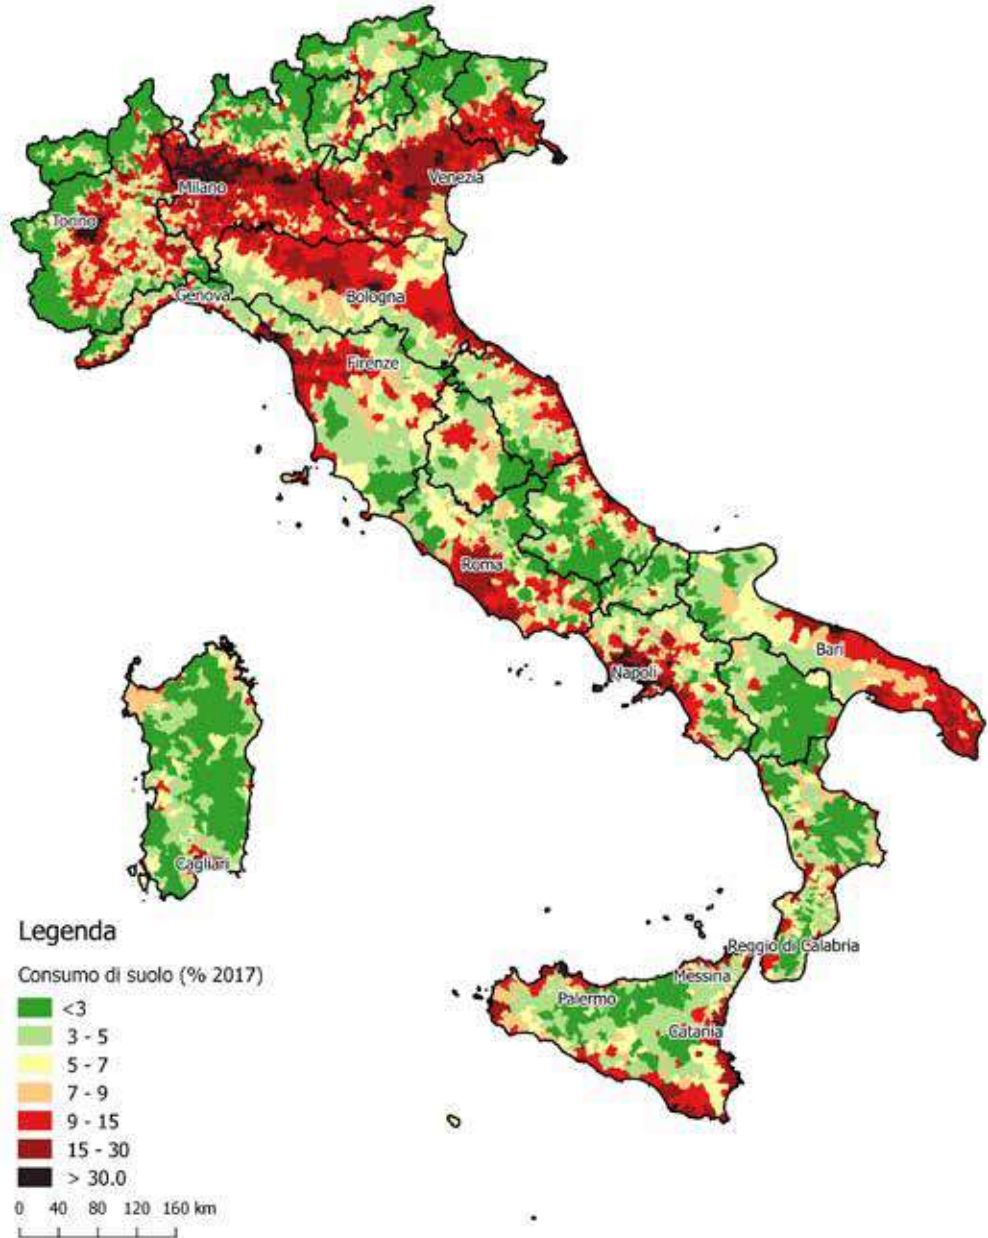 Venezia
Milano
Torino
Genova
Bologna
Firenze
Roma
Bari
Napoli
Cagliari
Legenda
Reggio di Calabria
Consumo di suolo (% 2017)
Messina
Palermo
Catania
<3
3 - 5
5 - 7
7 - 9
9 - 15
15 - 30
> 30.0
0 40 80 120 160 km